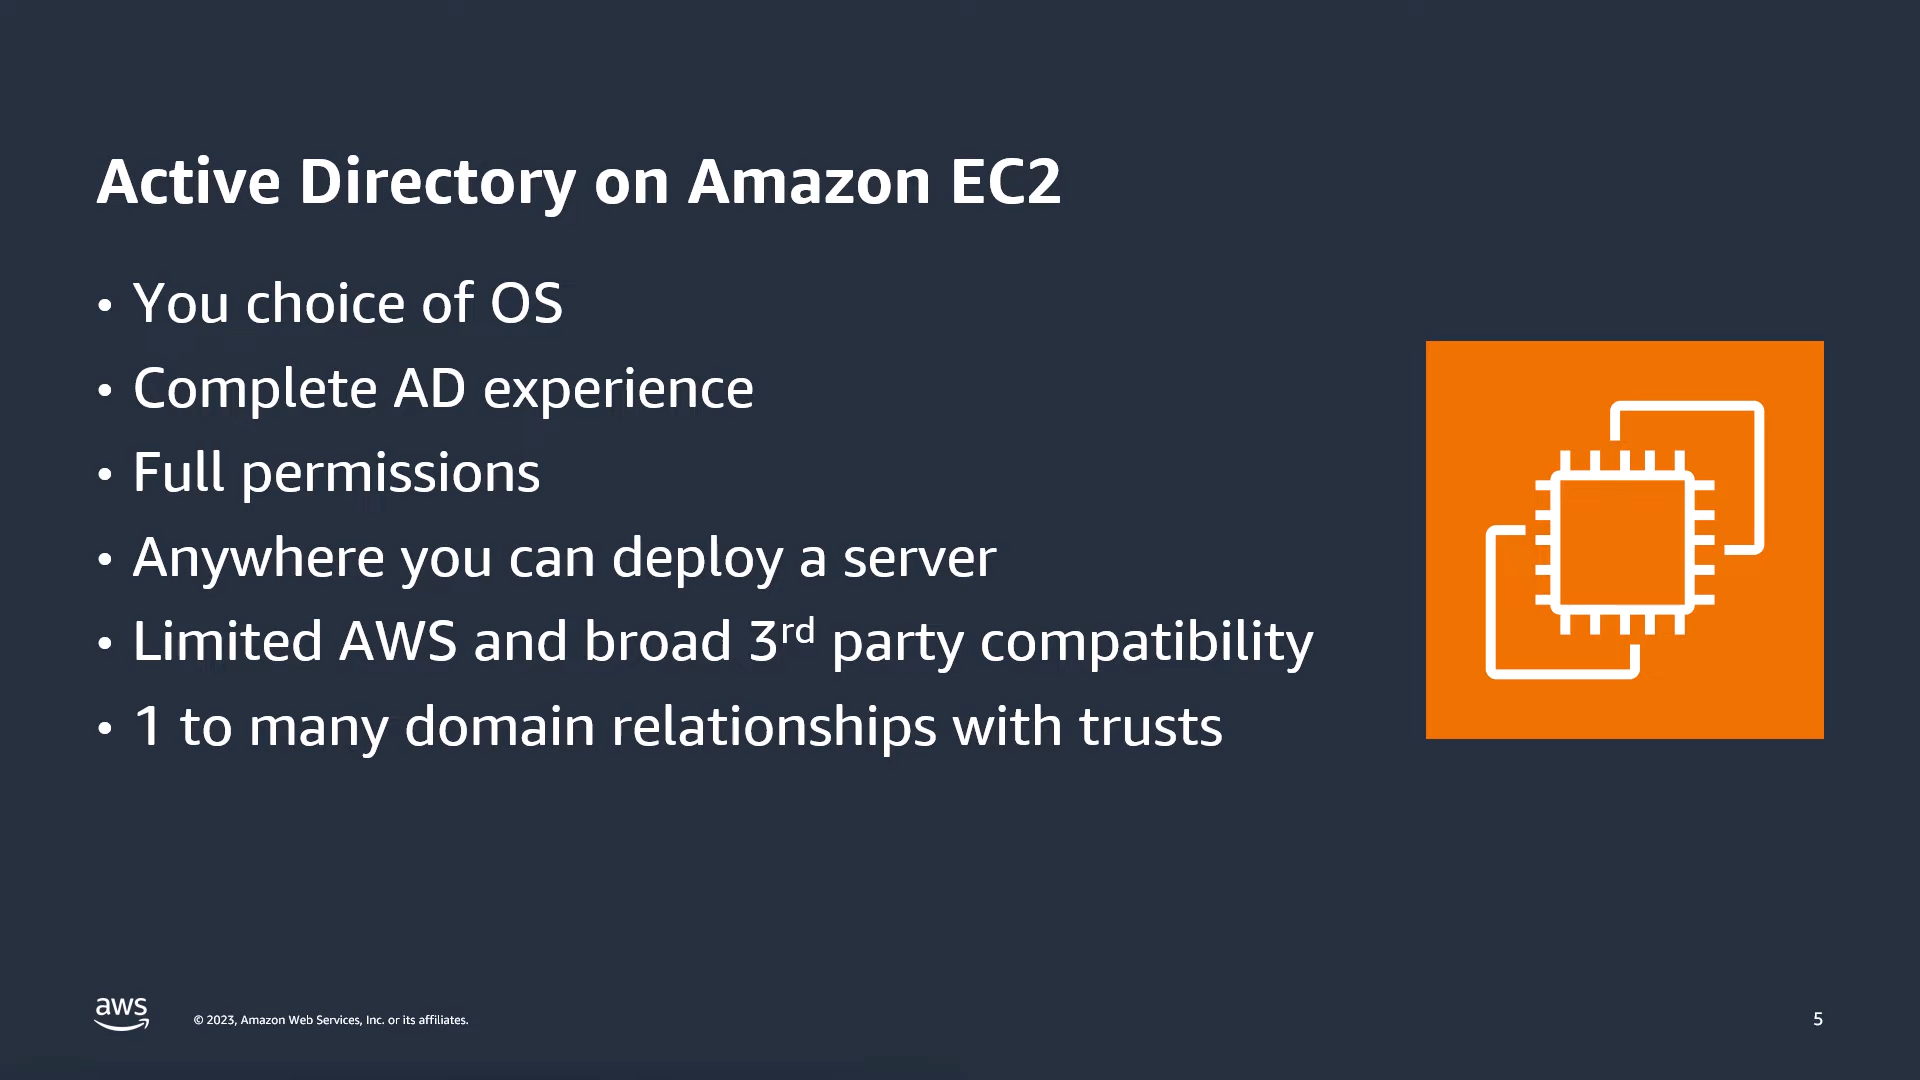 Active Directory on Amazon EC2
• You choice of OS
• Complete AD experience
• Full permissions
• Anywhere you can deploy a server
• Limited AWS and broad 3rd party compatibility
• 1 to many domain relationships with trusts
aws
© 2023, Amazon Web Services, Inc. or its affiliates.
5